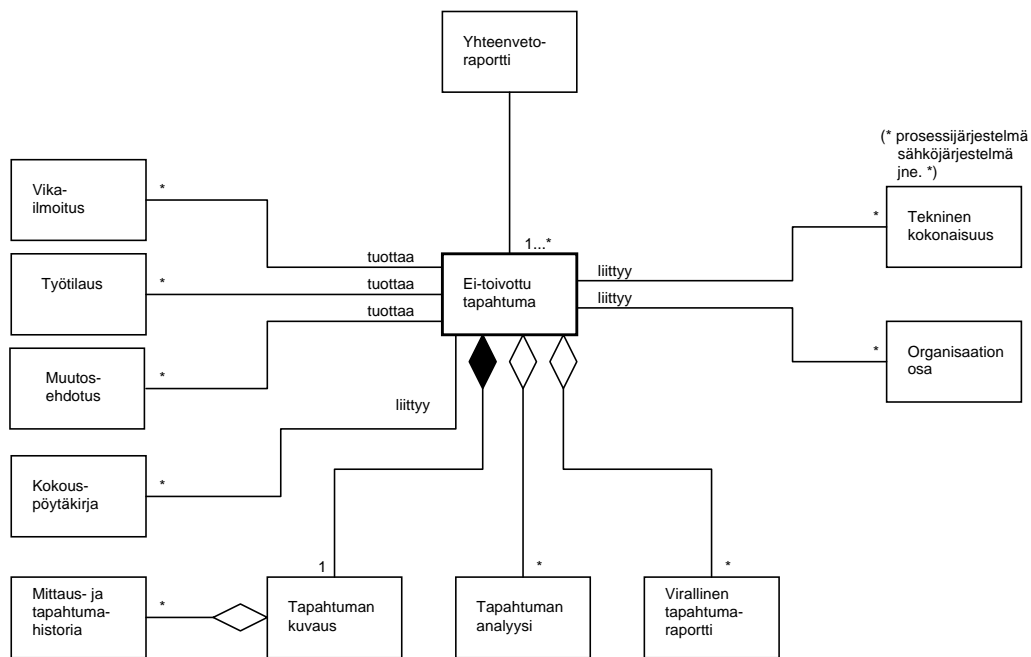 Yhteenveto-
raportti
(* prosessijärjestelmä
sähköjärjestelmä
jne. *)
Vika-
ilmoitus
*
*
Tekninen
kokonaisuus
1...*
tuottaa
Ei-toivottu
tapahtuma
liittyy
Työtilaus
*
tuottaa
liittyy
tuottaa
Muutos-
ehdotus
*
*
Organisaation
osa
liittyy
Kokous-
pöytäkirja
*
1
*
*
Mittaus- ja
tapahtuma-
historia
*
Tapahtuman
kuvaus
Tapahtuman
analyysi
Virallinen
tapahtuma-
raportti